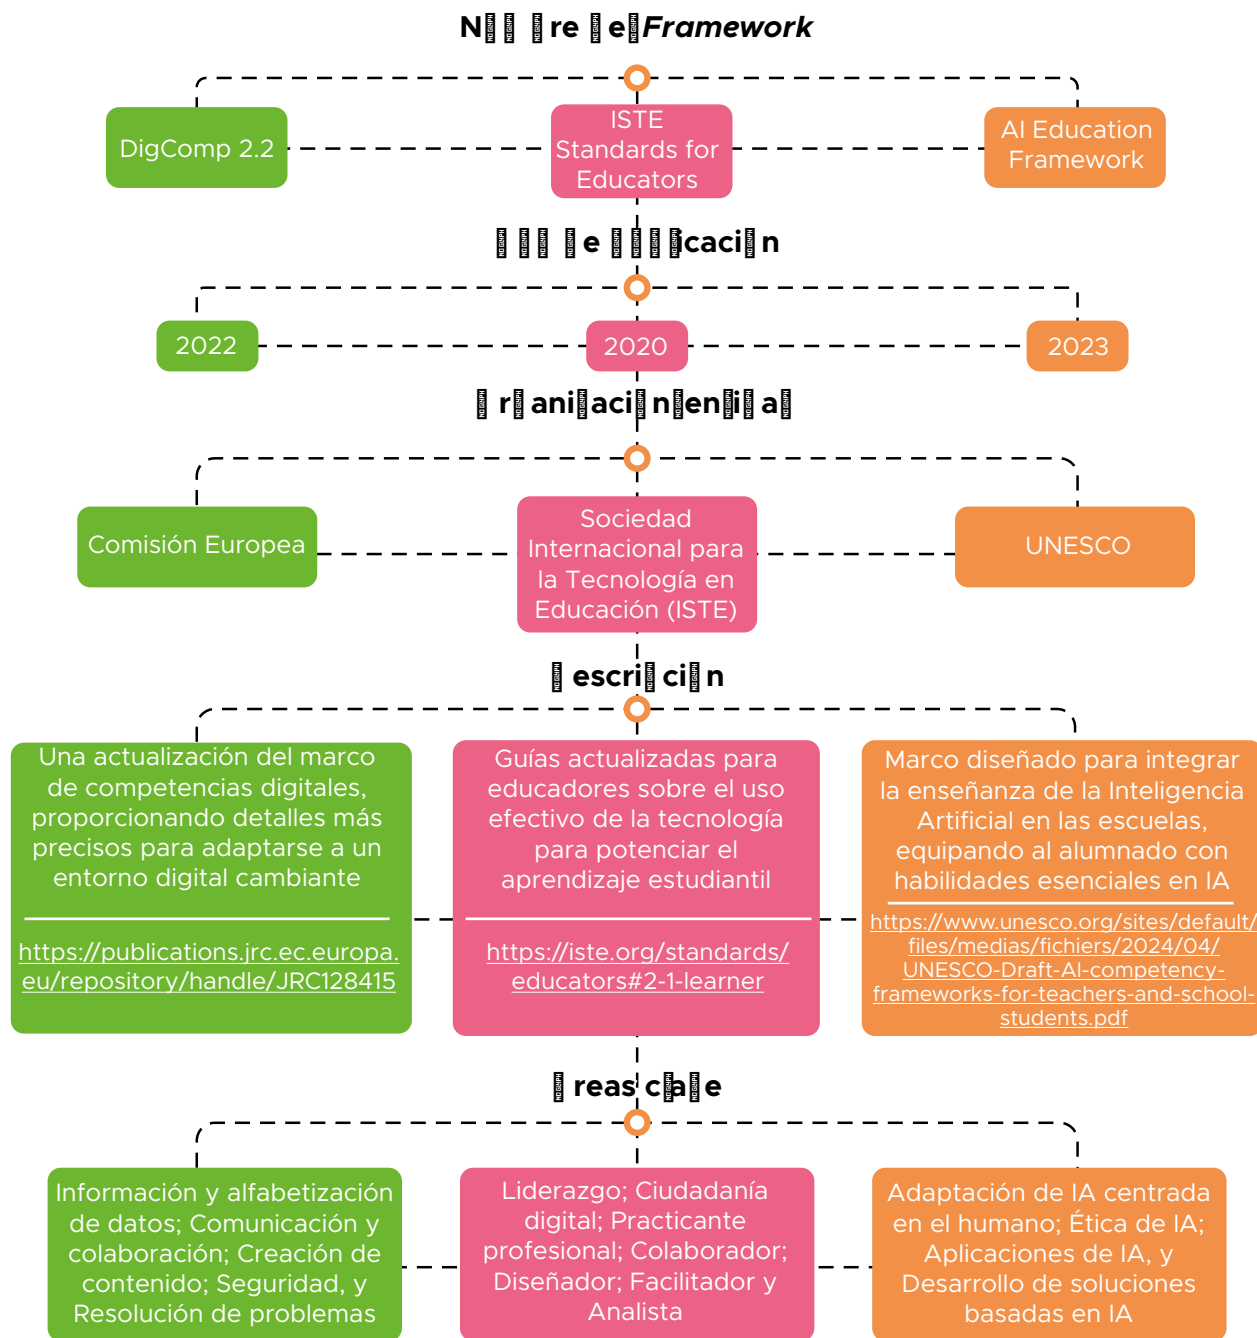 Framework
DigComp 2.2
ISTE
Standards for
Educators
AI Education
Framework
2022
2020
2023
Comisión Europea
Sociedad
Internacional para
la Tecnología en
Educación (ISTE)
UNESCO
Una actualización del marco
de competencias digitales,
proporcionando detalles más
precisos para adaptarse a un
entorno digital cambiante
https://publications.jrc.ec.europa.
eu/repository/handle/JRC128415
Guías actualizadas para
educadores sobre el uso
efectivo de la tecnología
para potenciar el
aprendizaje estudiantil
https://iste.org/standards/
educators#2-1-learner
Marco diseñado para integrar
la enseñanza de la Inteligencia
Artificial en las escuelas,
equipando al alumnado con
habilidades esenciales en IA
https://www.unesco.org/sites/default/
files/medias/fichiers/2024/04/
UNESCO-Draft-AI-competency-
frameworks-for-teachers-and-school-
students.pdf
Información y alfabetización
de datos; Comunicación y
colaboración; Creación de
contenido; Seguridad, y
Resolución de problemas
Liderazgo; Ciudadanía
digital; Practicante
profesional; Colaborador;
Diseñador; Facilitador y
Analista
Adaptación de IA centrada
en el humano; Ética de IA;
Aplicaciones de IA, y
Desarrollo de soluciones
basadas en IA